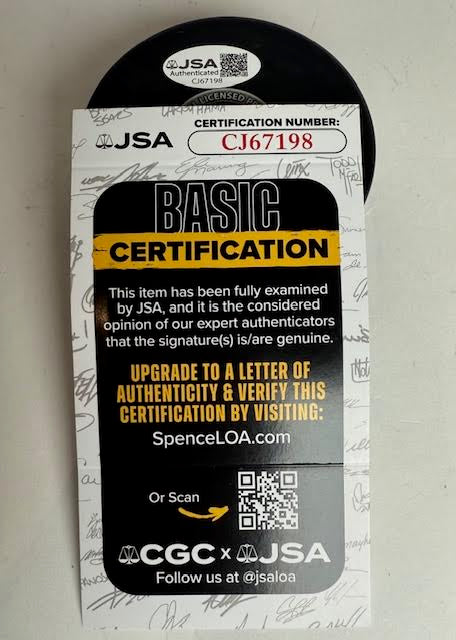 JSA
Authenticated
CJ67198
LICENSED
CERTIFICATION NUMBER:
JSA
CJ67198
BASIC
CERTIFICATION
This item has been fully examined
by JSA, and it is the considered
opinion of our expert authenticators
that the signature(s) is/are genuine.
UPGRADE TO A LETTER OF
AUTHENTICITY & VERIFY THIS
CERTIFICATION BY VISITING:
SpenceLOA.com
Or Scan
CGC x JSA
Follow us at @jsaloa